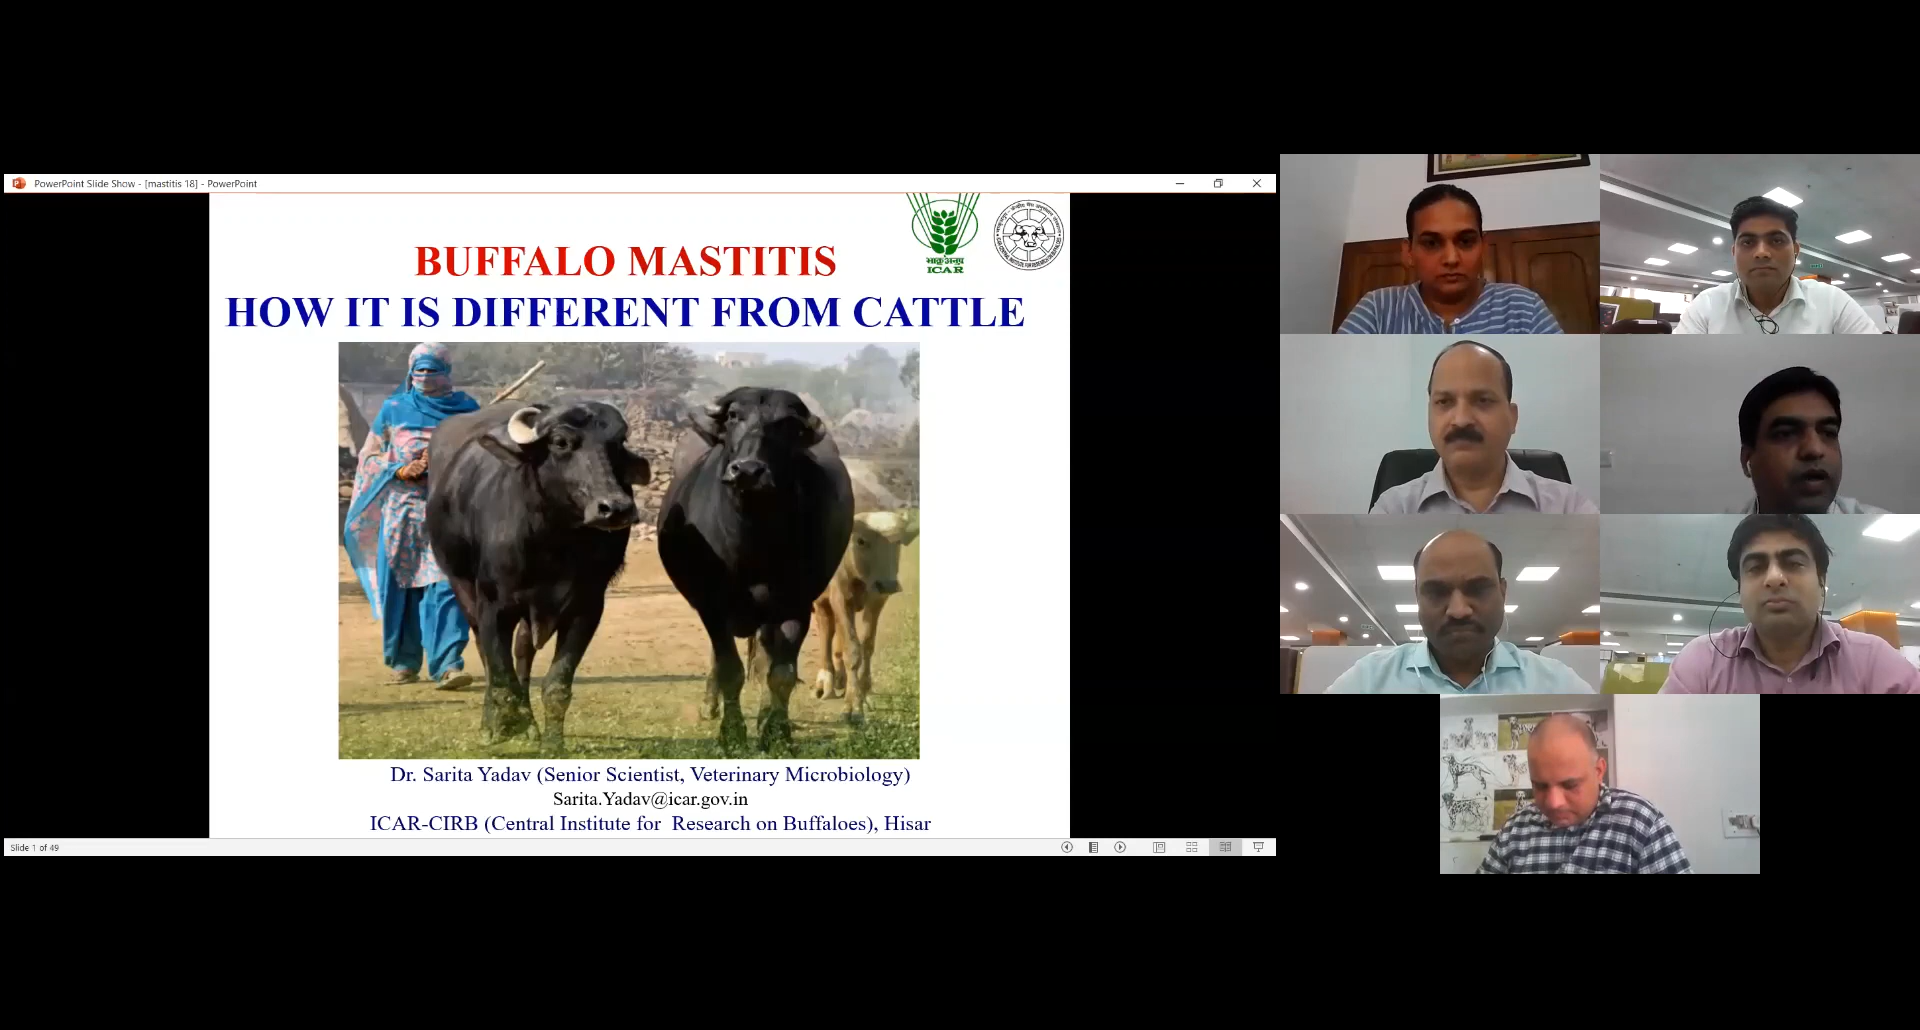 PowerPoint Slide Show - [mastitis 18] - PowerPoint
BUFFALO MASTITIS
HOW IT IS DIFFERENT FROM CATTLE
भाकृअनुप
ICAR
Dr. Sarita Yadav (Senior Scientist, Veterinary Microbiology)
Sarita.Yadav@icar.gov.in
ICAR-CIRB (Central Institute for Research on Buffaloes), Hisar
Slide 1 of 49